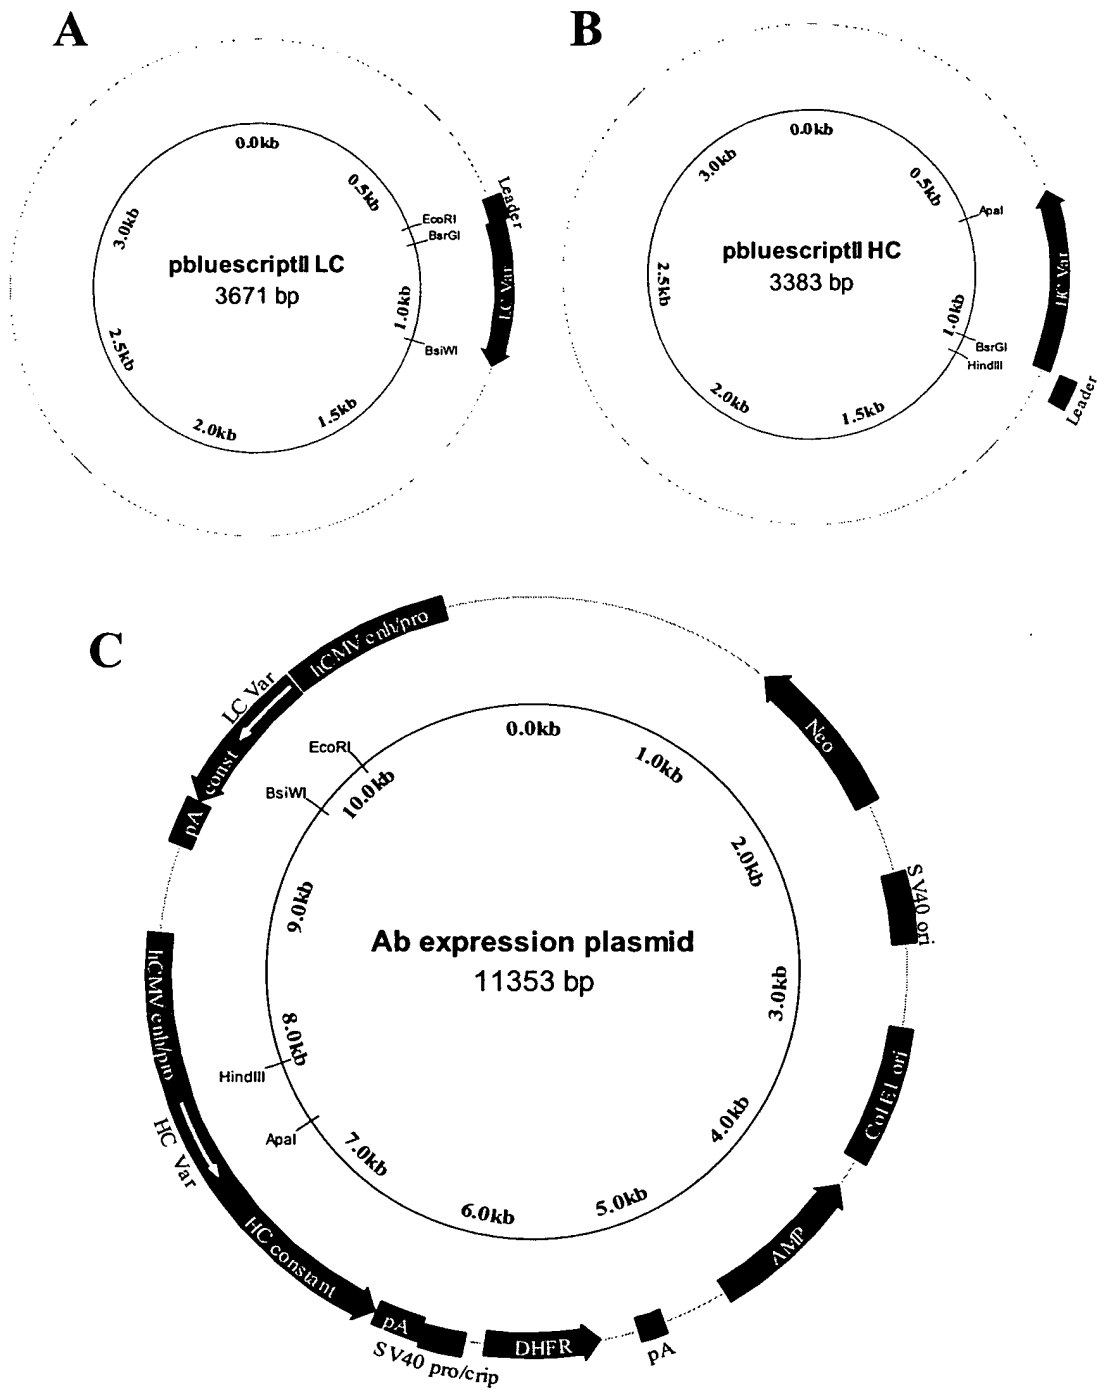 A
0.0kb
0.5kb
EcoRI
BsrGI
Leader
LC Var
1.0kb
BsiWI
1.5kb
2.0kb
2.5kb
3.0kb
pbluescriptII LC
3671 bp
B
0.0kb
0.5kb
ApaI
HC Var
1.0kb
BsrGI
HindIII
Leader
1.5kb
2.0kb
2.5kb
3.0kb
pbluescriptII HC
3383 bp
C
hCMV enh/pro
LC Var
const
pA
EcoRI
BsiWI
0.0kb
1.0kb
2.0kb
3.0kb
4.0kb
5.0kb
6.0kb
7.0kb
8.0kb
9.0kb
10.0kb
Neo
SV40 ori
Ab expression plasmid
11353 bp
hCMV enh/pro
HindIII
ApaI
HC Var
HC constant
pA
SV40 pro/crip
DHFR
pA
AMP
Col E1 ori